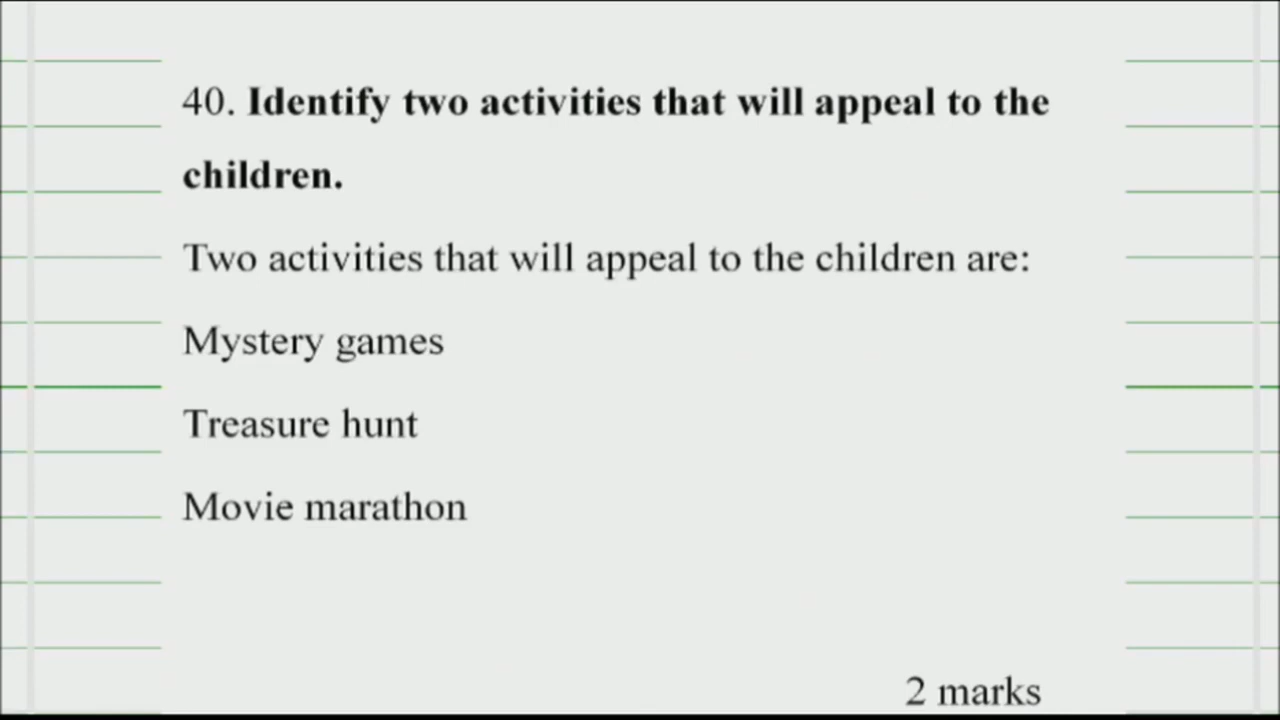 40. Identify two activities that will appeal to the
children.
Two activities that will appeal to the children are:
Mystery games
Treasure hunt
Movie marathon
2 marks